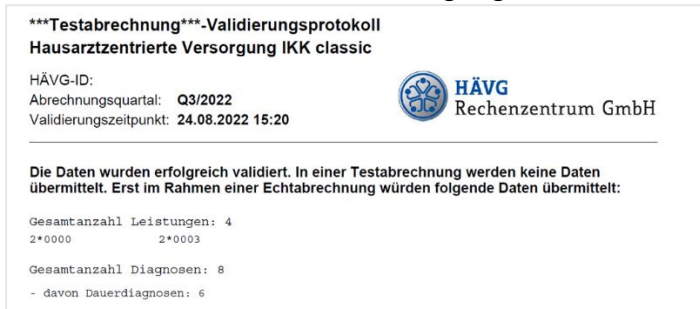 ***Testabrechnung***-Validierungsprotokoll
Hausarztzentrierte Versorgung IKK classic
HÄVG-ID:
Abrechnungsquartal: Q3/2022
Validierungszeitpunkt: 24.08.2022 15:20
HÄVG
Rechenzentrum GmbH
Die Daten wurden erfolgreich validiert. In einer Testabrechnung werden keine Daten
übermittelt. Erst im Rahmen einer Echtabrechnung würden folgende Daten übermittelt:
Gesamtanzahl Leistungen: 4
2*0000 2*0003
Gesamtanzahl Diagnosen: 8
- davon Dauerdiagnosen: 6